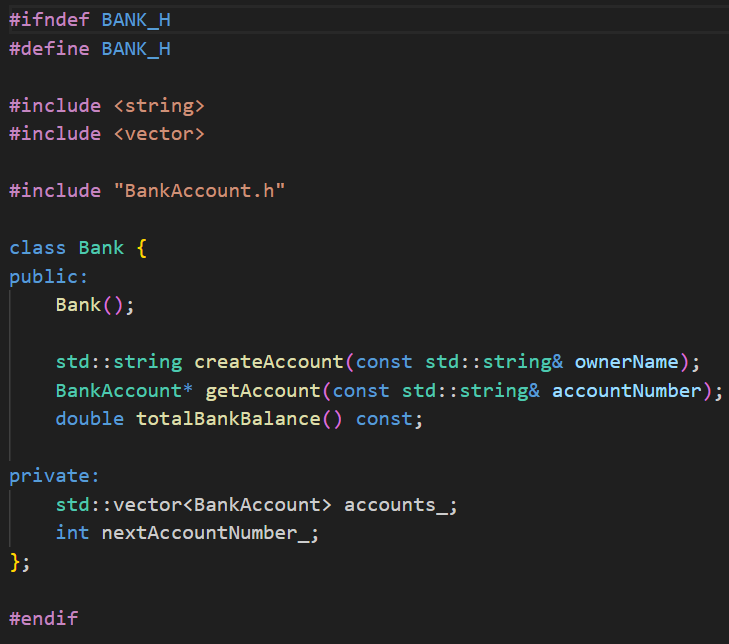 #ifndef BANK_H
#define BANK_H
#include <string>
#include <vector>
#include "BankAccount.h"
class Bank {
public:
    Bank();
    std::string createAccount(const std::string& ownerName);
    BankAccount* getAccount(const std::string& accountNumber);
    double totalBankBalance() const;
private:
    std::vector<BankAccount> accounts_;
    int nextAccountNumber_;
};
#endif